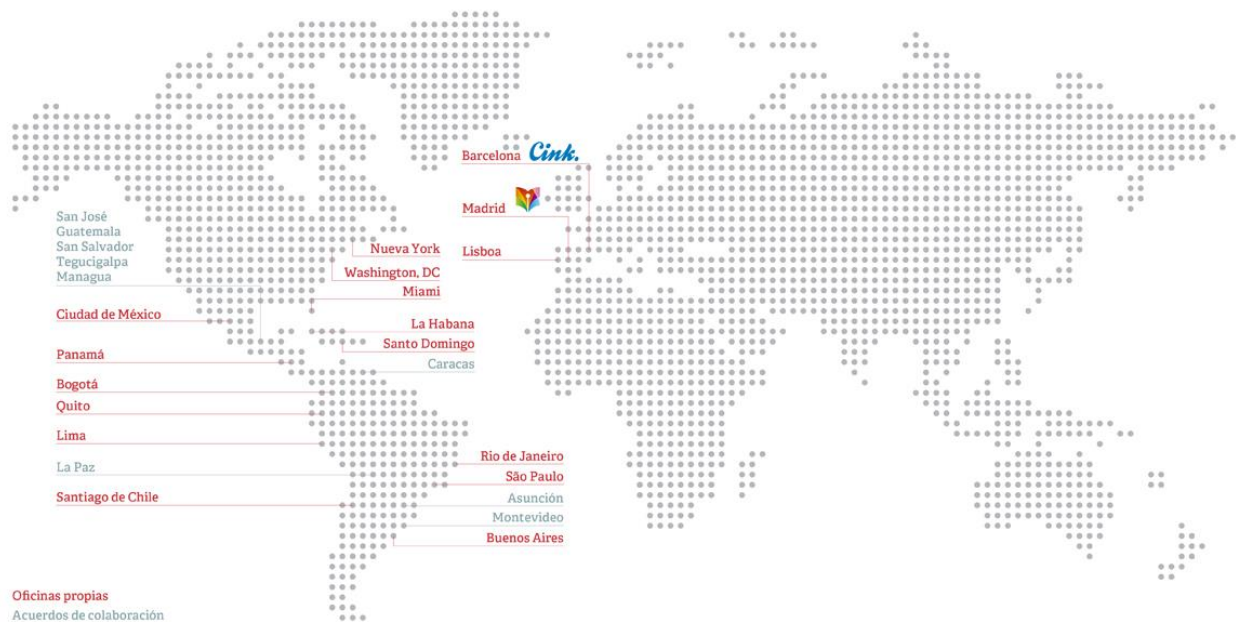 Barcelona Cink.
Madrid
Lisboa
San José
Guatemala
San Salvador
Tegucigalpa
Managua
Nueva York
Washington, DC
Miami
Ciudad de México
La Habana
Santo Domingo
Caracas
Panamá
Bogotá
Quito
Lima
La Paz
Santiago de Chile
Rio de Janeiro
São Paulo
Asunción
Montevideo
Buenos Aires
Oficinas propias
Acuerdos de colaboración